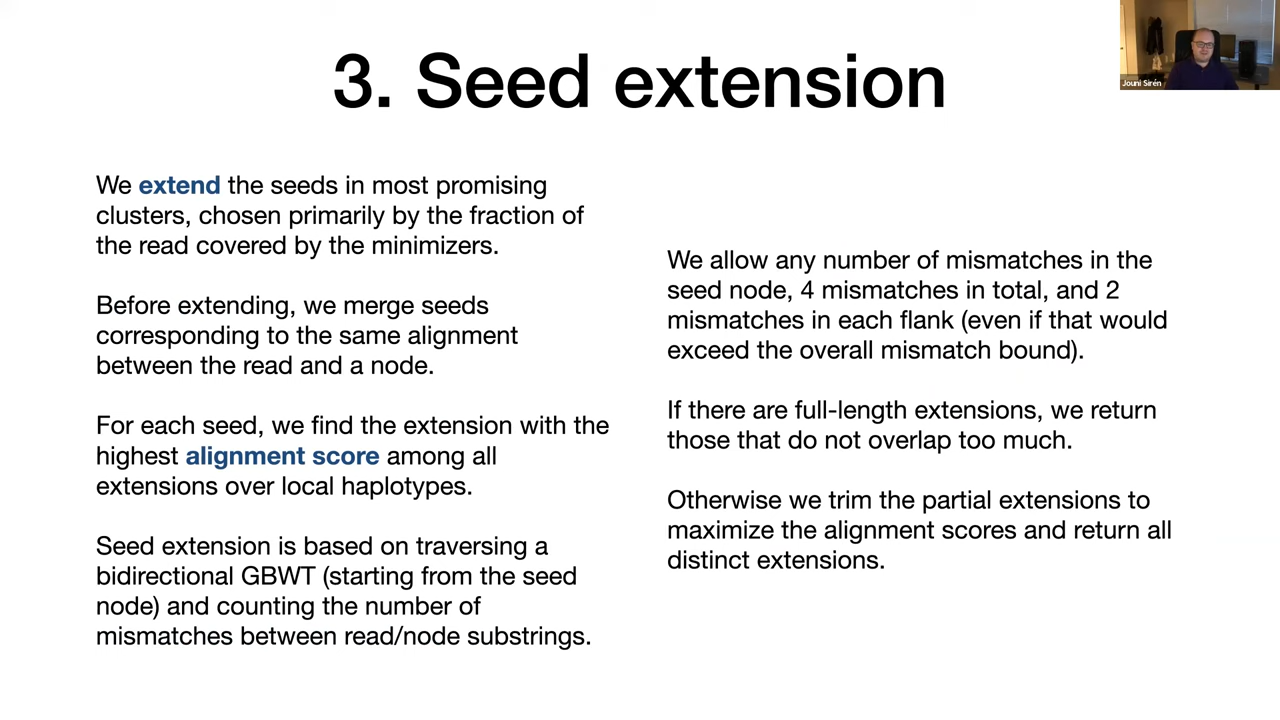 3. Seed extension
Jouni Sirén
We extend the seeds in most promising
clusters, chosen primarily by the fraction of
the read covered by the minimizers.
Before extending, we merge seeds
corresponding to the same alignment
between the read and a node.
For each seed, we find the extension with the
highest alignment score among all
extensions over local haplotypes.
Seed extension is based on traversing a
bidirectional GBWT (starting from the seed
node) and counting the number of
mismatches between read/node substrings.
We allow any number of mismatches in the
seed node, 4 mismatches in total, and 2
mismatches in each flank (even if that would
exceed the overall mismatch bound).
If there are full-length extensions, we return
those that do not overlap too much.
Otherwise we trim the partial extensions to
maximize the alignment scores and return all
distinct extensions.